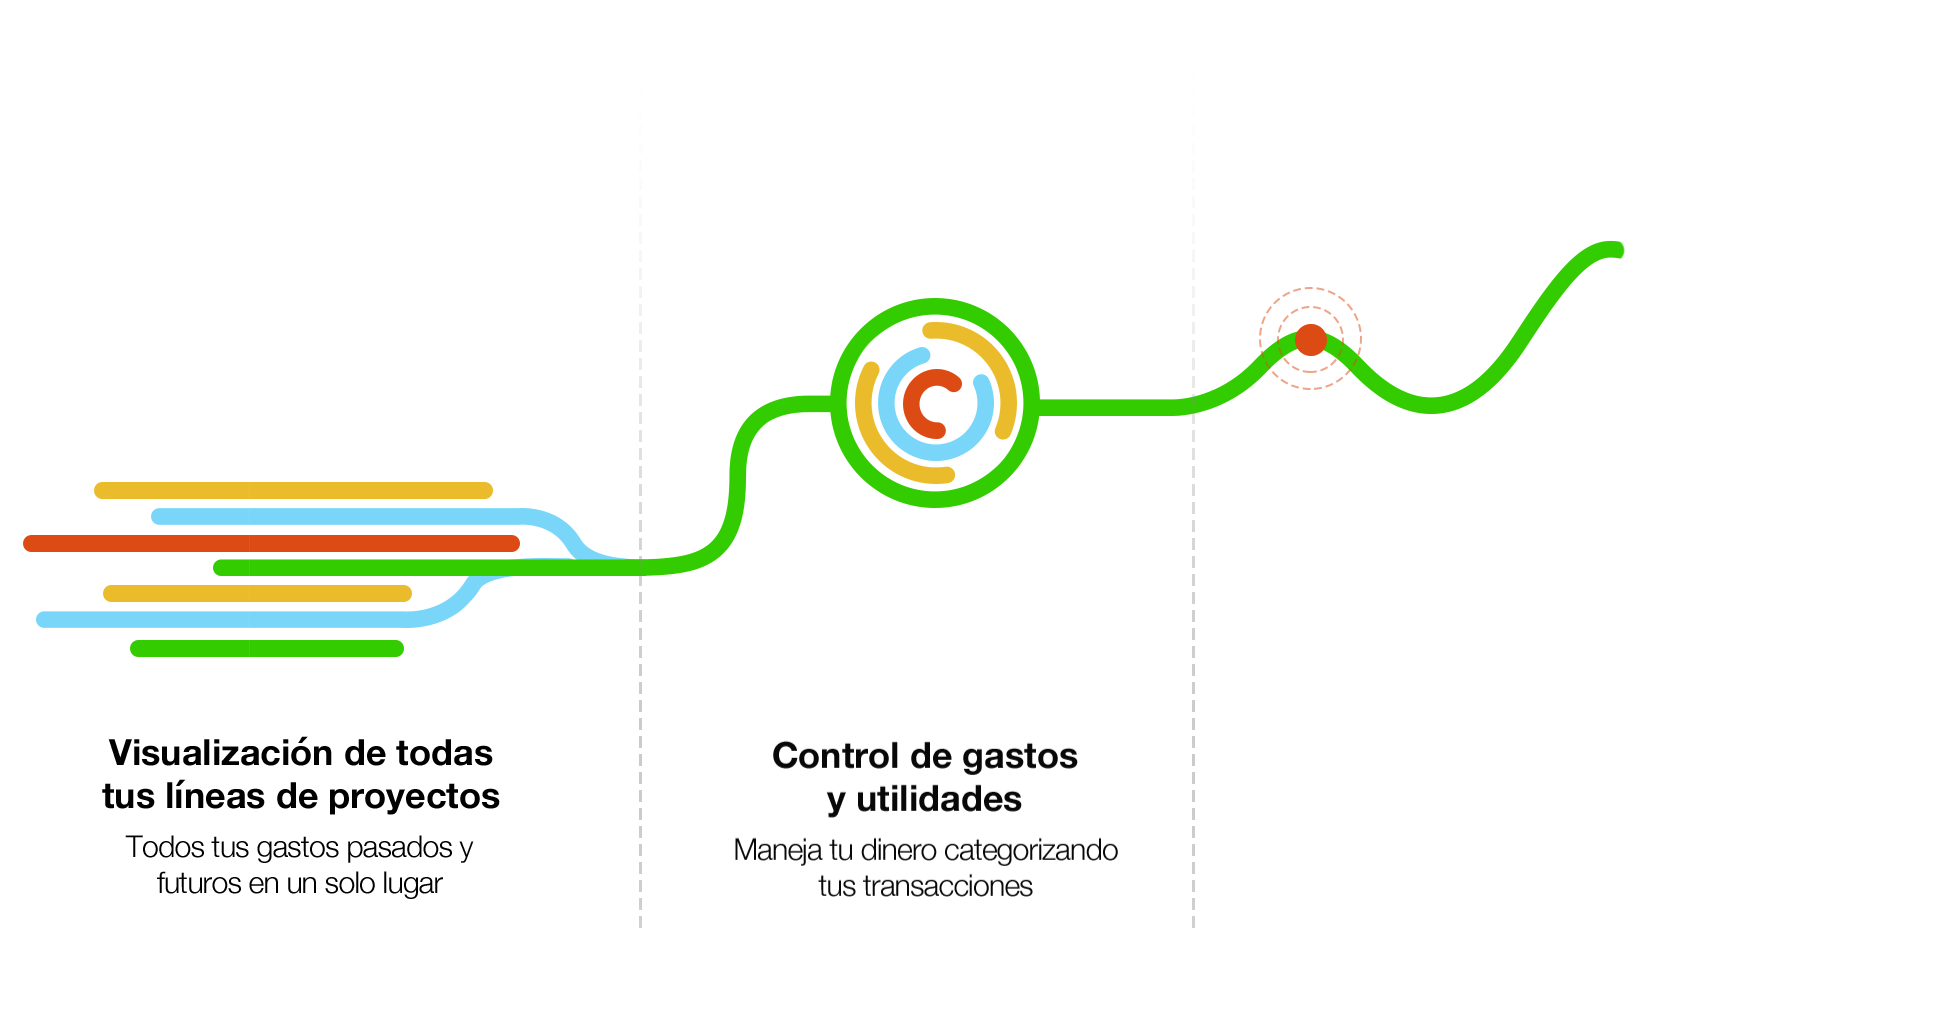 Visualización de todas
tus líneas de proyectos
Todos tus gastos pasados y
futuros en un solo lugar
Control de gastos
y utilidades
Maneja tu dinero categorizando
tus transacciones